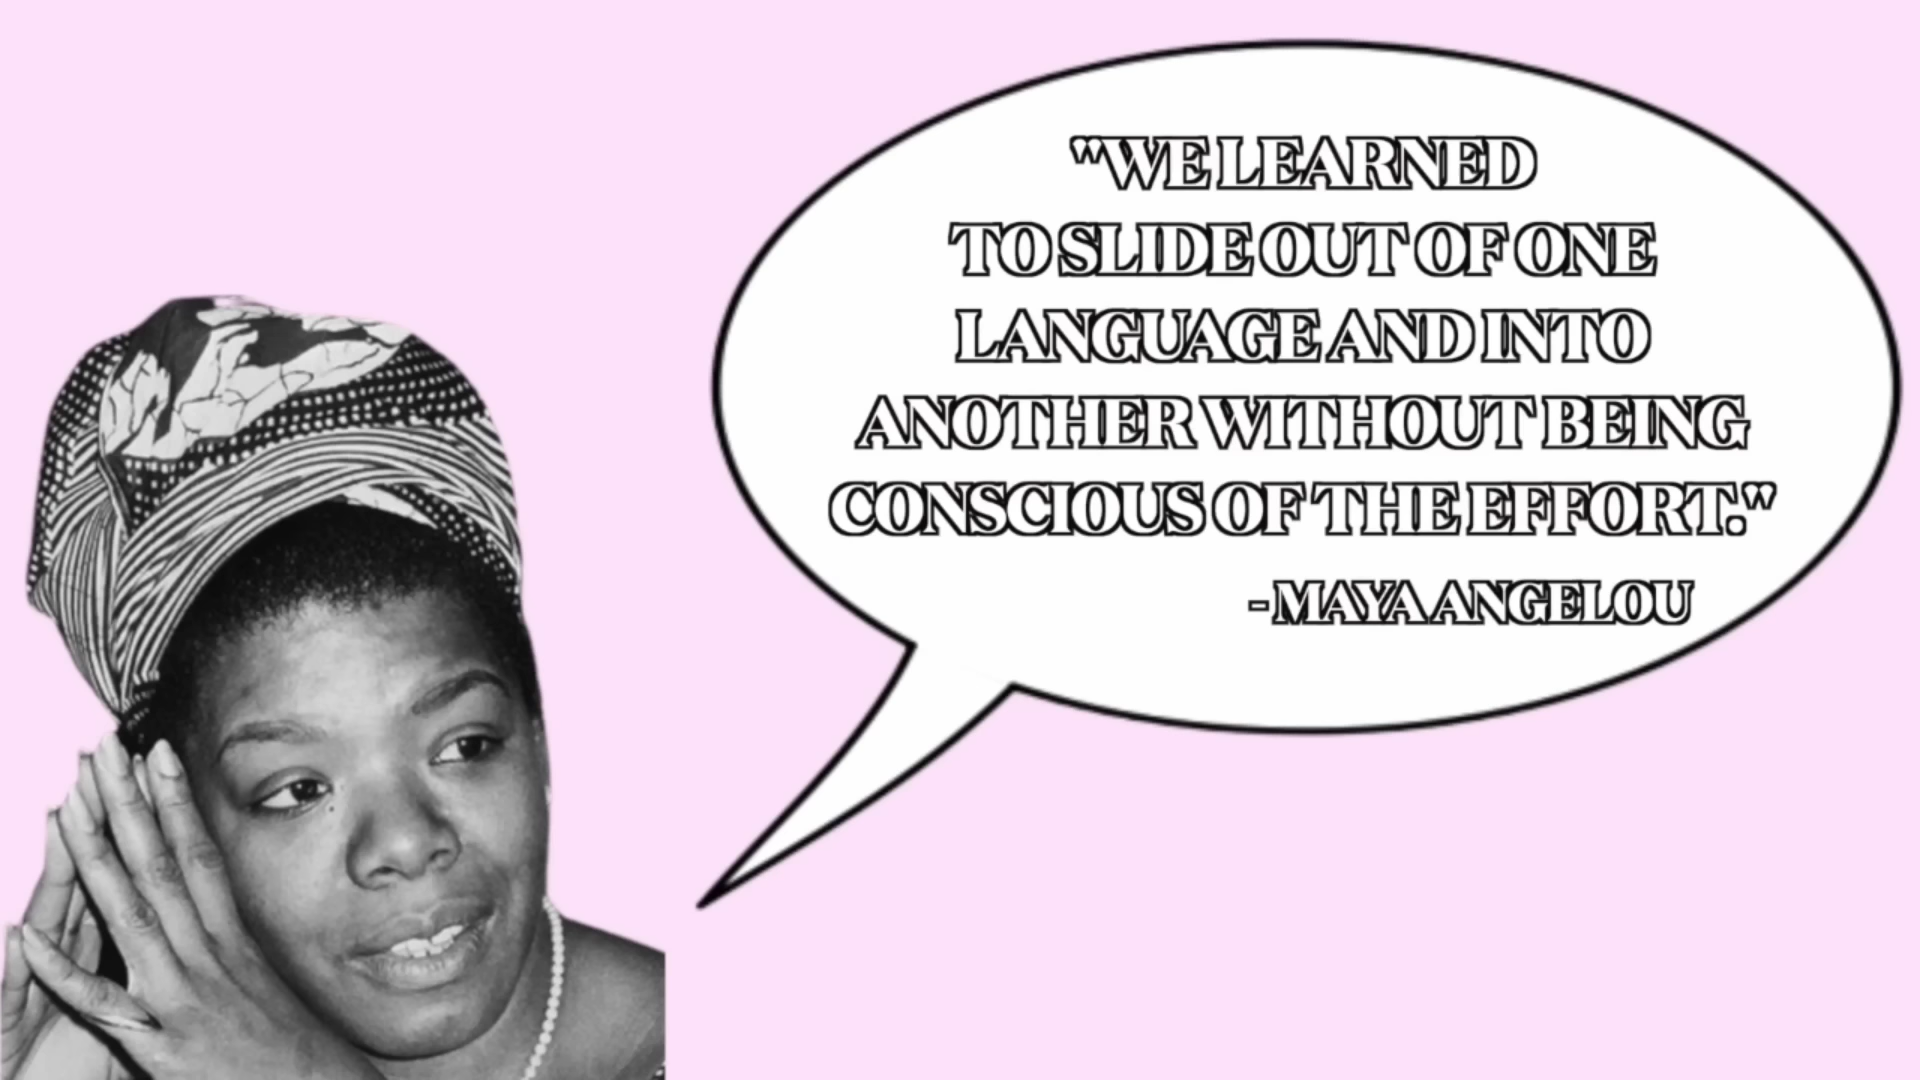 "WE LEARNED
TO SLIDE OUT OF ONE
LANGUAGE AND INTO
ANOTHER WITHOUT BEING
CONSCIOUS OF THE EFFORT."
- MAYA ANGELOU